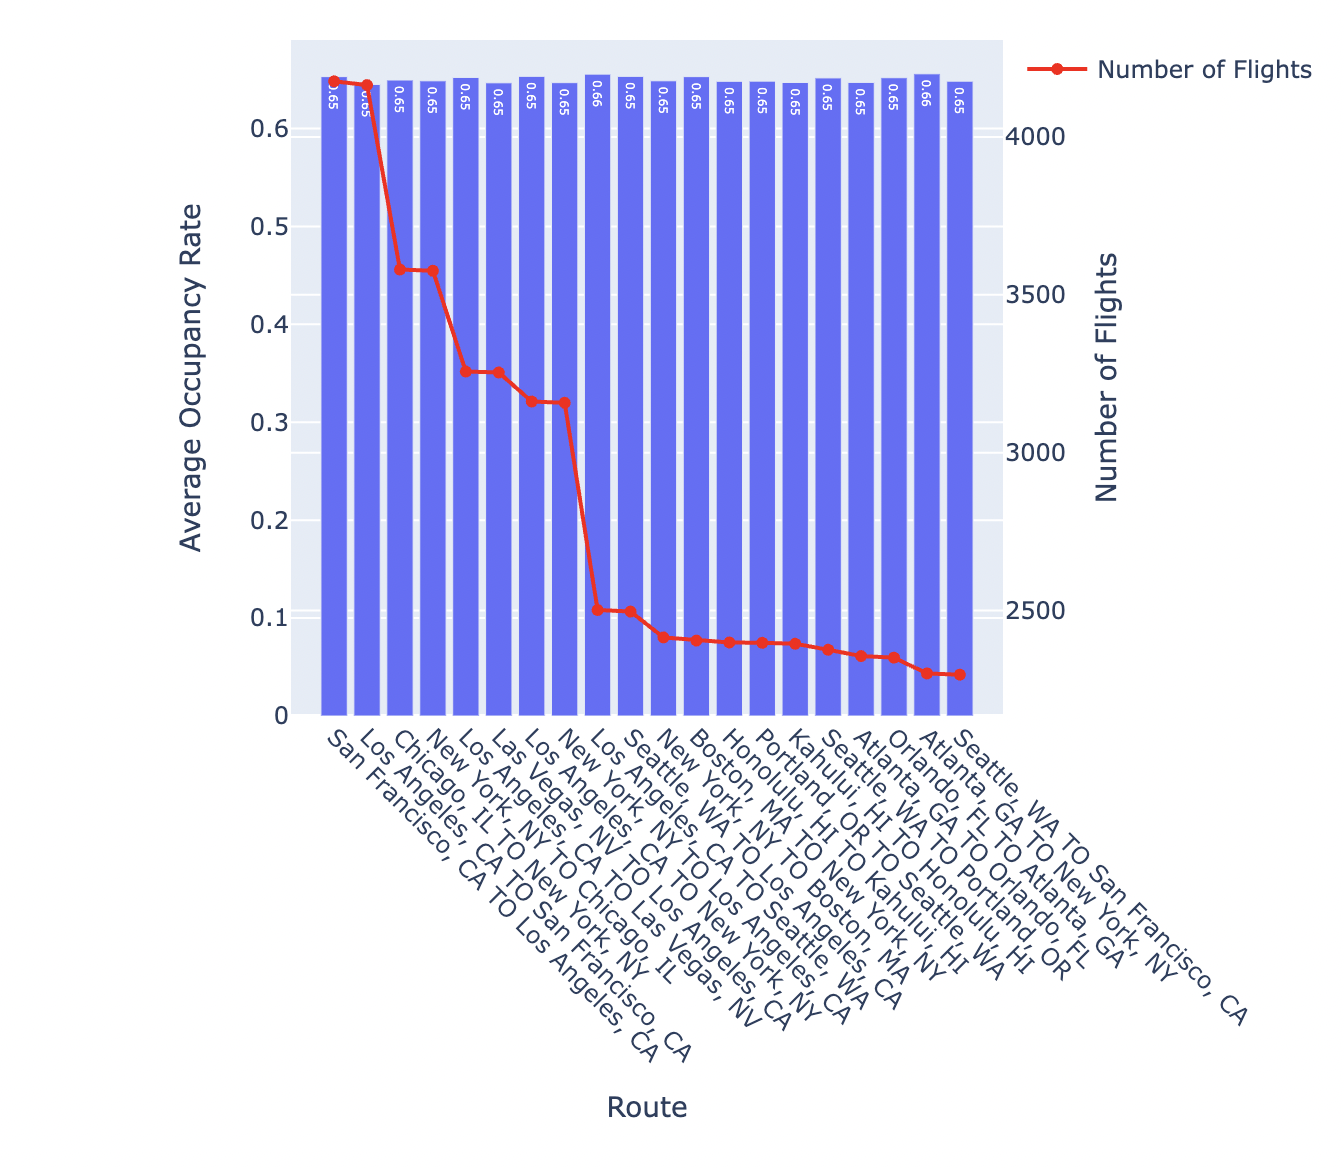 Number of Flights
0.65
0.65
0.65
0.65
0.65
0.65
0.65
0.65
0.66
0.65
0.65
0.65
0.65
0.65
0.65
0.65
0.65
0.65
0.66
0.65
0.6
0.5
0.4
0.3
0.2
0.1
0
Average Occupancy Rate
4000
3500
3000
2500
Number of Flights
San Francisco, CA TO Los Angeles, CA
Los Angeles, CA TO San Francisco, CA
Chicago, IL TO New York, NY
New York, NY TO Chicago, IL
Los Angeles, CA TO Las Vegas, NV
Las Vegas, NV TO Los Angeles, CA
Los Angeles, CA TO New York, NY
New York, NY TO Los Angeles, CA
Los Angeles, CA TO Seattle, WA
Seattle, WA TO Los Angeles, CA
New York, NY TO Boston, MA
Boston, MA TO New York, NY
Honolulu, HI TO Kahului, HI
Portland, OR TO Seattle, WA
Kahului, HI TO Honolulu, HI
Seattle, WA TO Portland, OR
Atlanta, GA TO Orlando, FL
Orlando, FL TO Atlanta, GA
Atlanta, GA TO New York, NY
Seattle, WA TO San Francisco, CA
Route